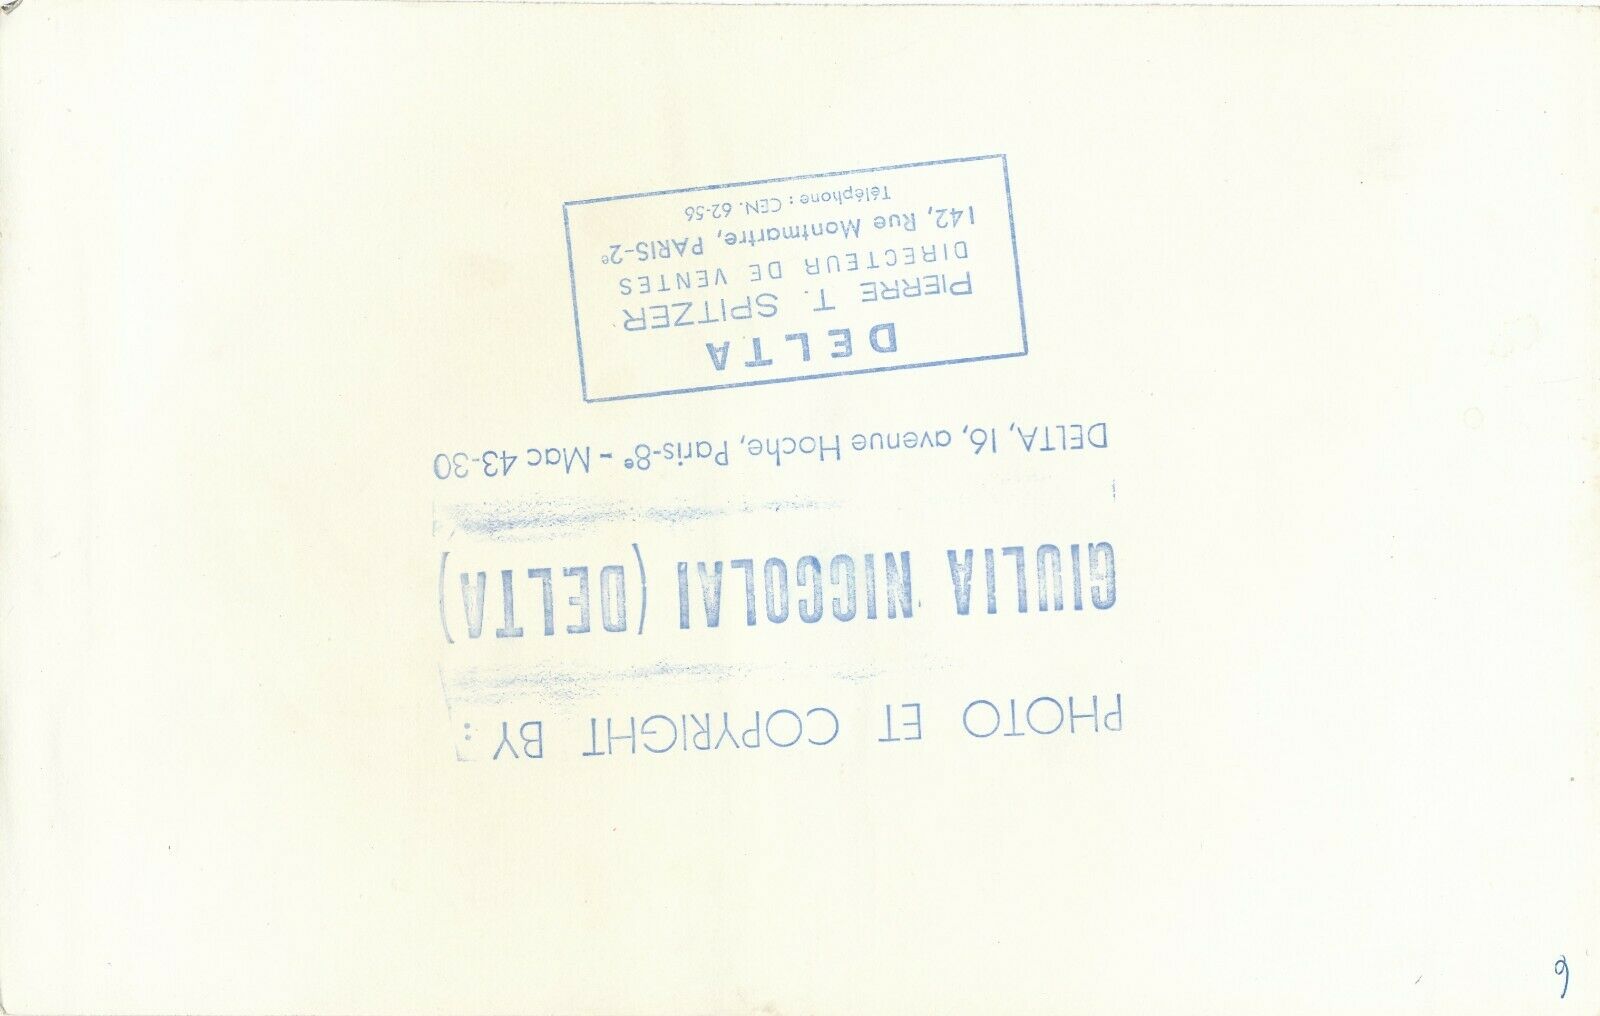 PHOTO ET COPYRIGHT BY :
GIULIA NICCOLAI (DELTA)
DELTA, 16, avenue Hoche, Paris-8e - Mac 43-30
DELTA
PIERRE T. SPITZER
DIRECTEUR DE VENTES
142, Rue Montmartre, PARIS-2e
Téléphone : CEN. 62-56